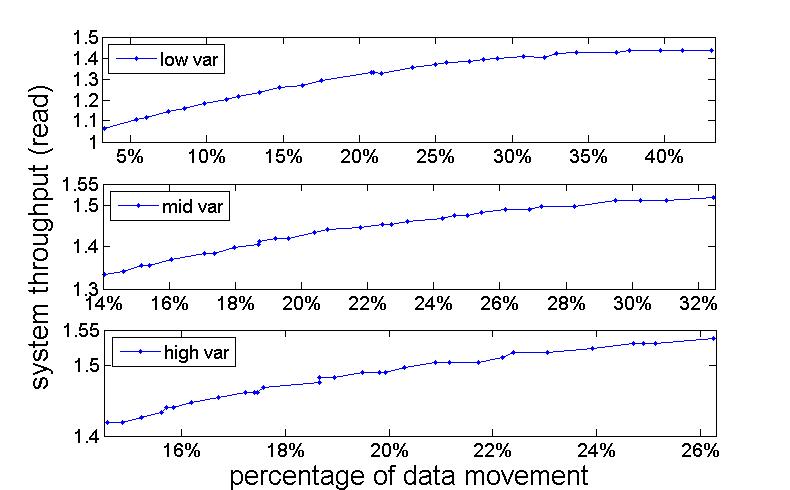 system throughput (read)
1.5
1.4
1.3
1.2
1.1
1
low var
5% 10% 15% 20% 25% 30% 35% 40%
1.55
1.5
1.4
1.3
mid var
14% 16% 18% 20% 22% 24% 26% 28% 30% 32%
1.55
1.5
1.4
high var
16% 18% 20% 22% 24% 26%
percentage of data movement